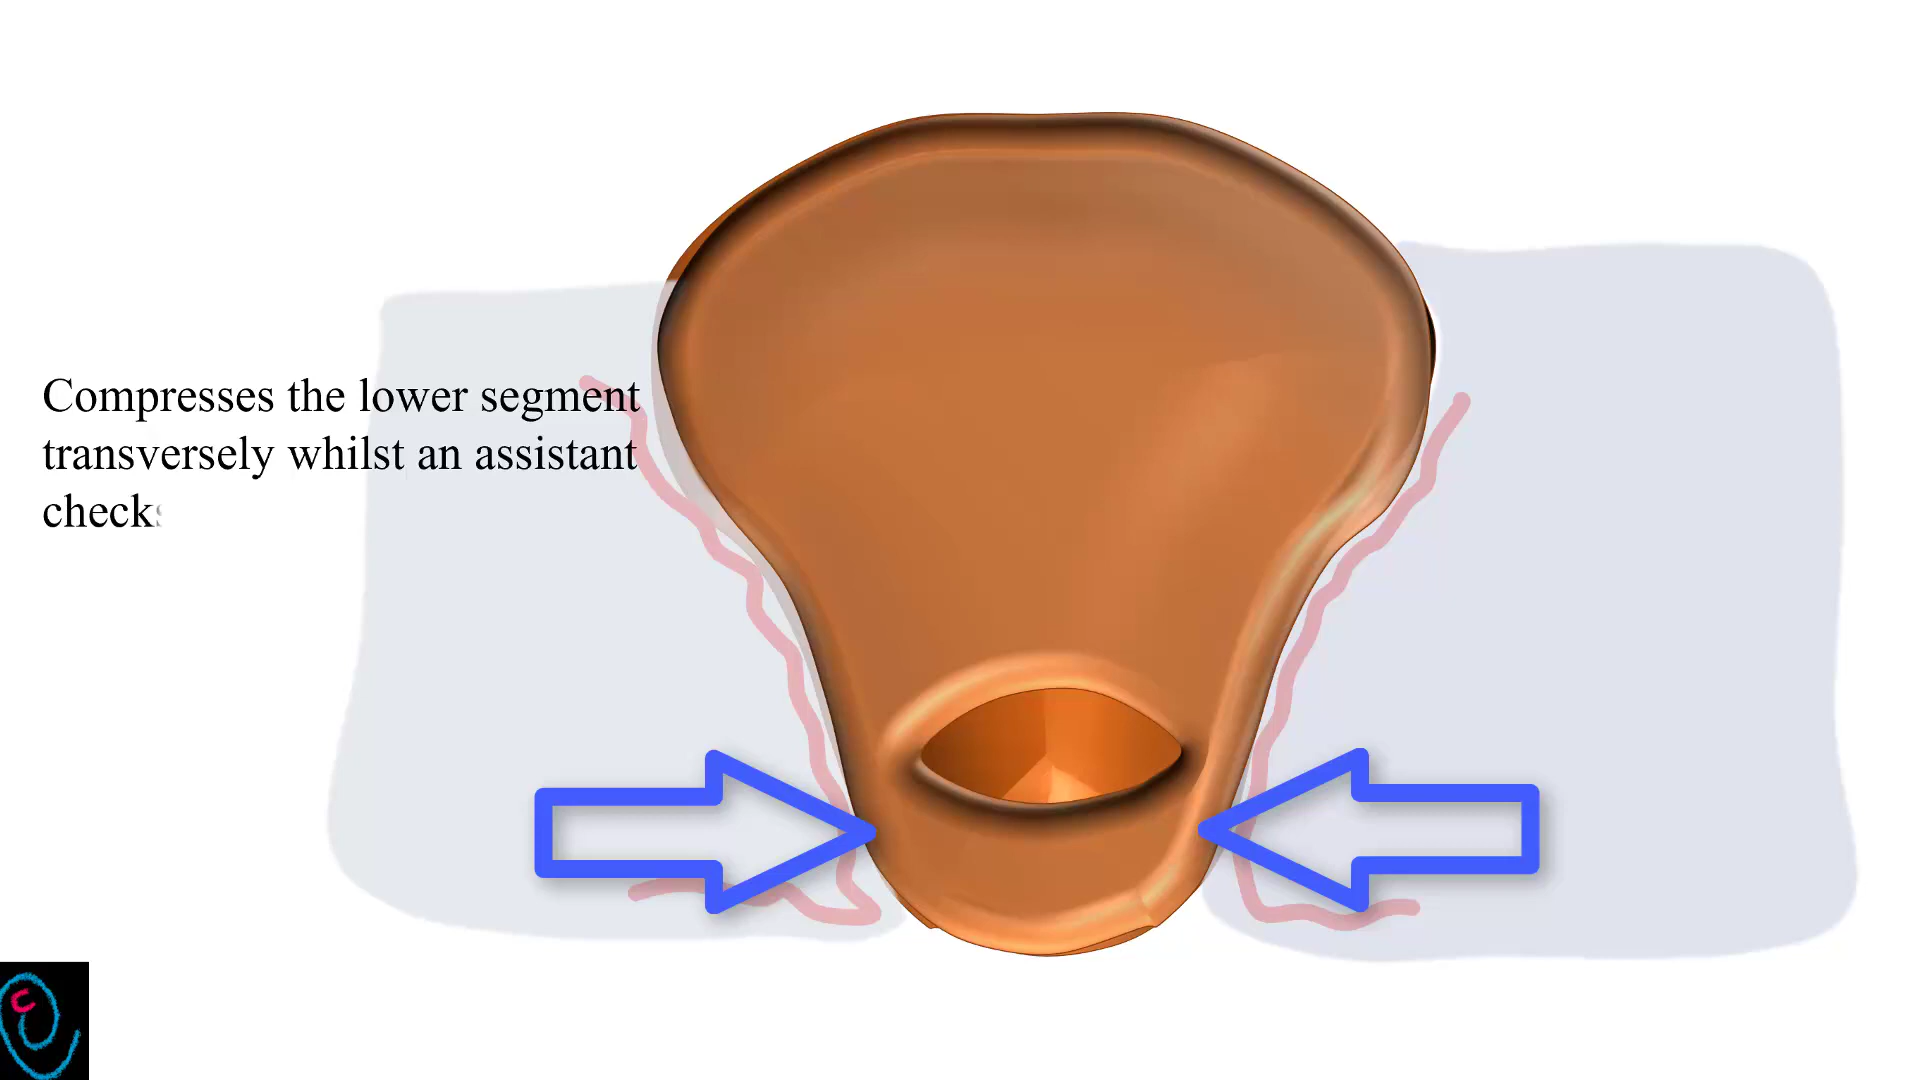 Compresses the lower segment
transversely whilst an assistant
checks